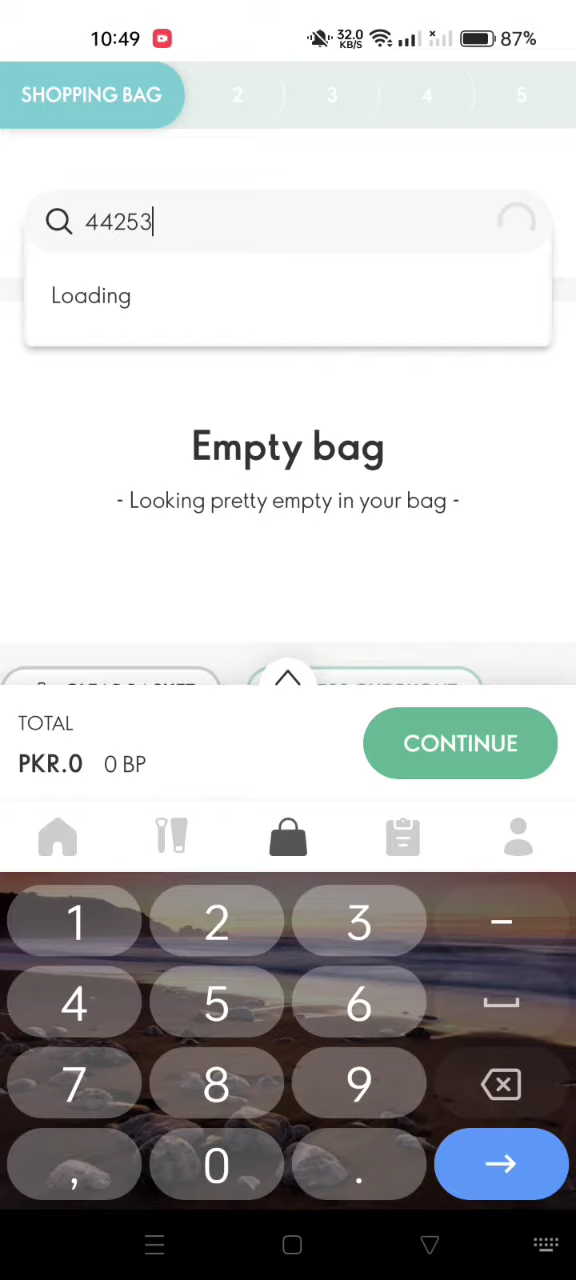 10:49 32.0 KB/S 87%
SHOPPING BAG 2 3 4 5
44253
Loading
Empty bag
- Looking pretty empty in your bag -
TOTAL
PKR.0 0 BP
CONTINUE
1 2 3 -
4 5 6
7 8 9
, 0 .